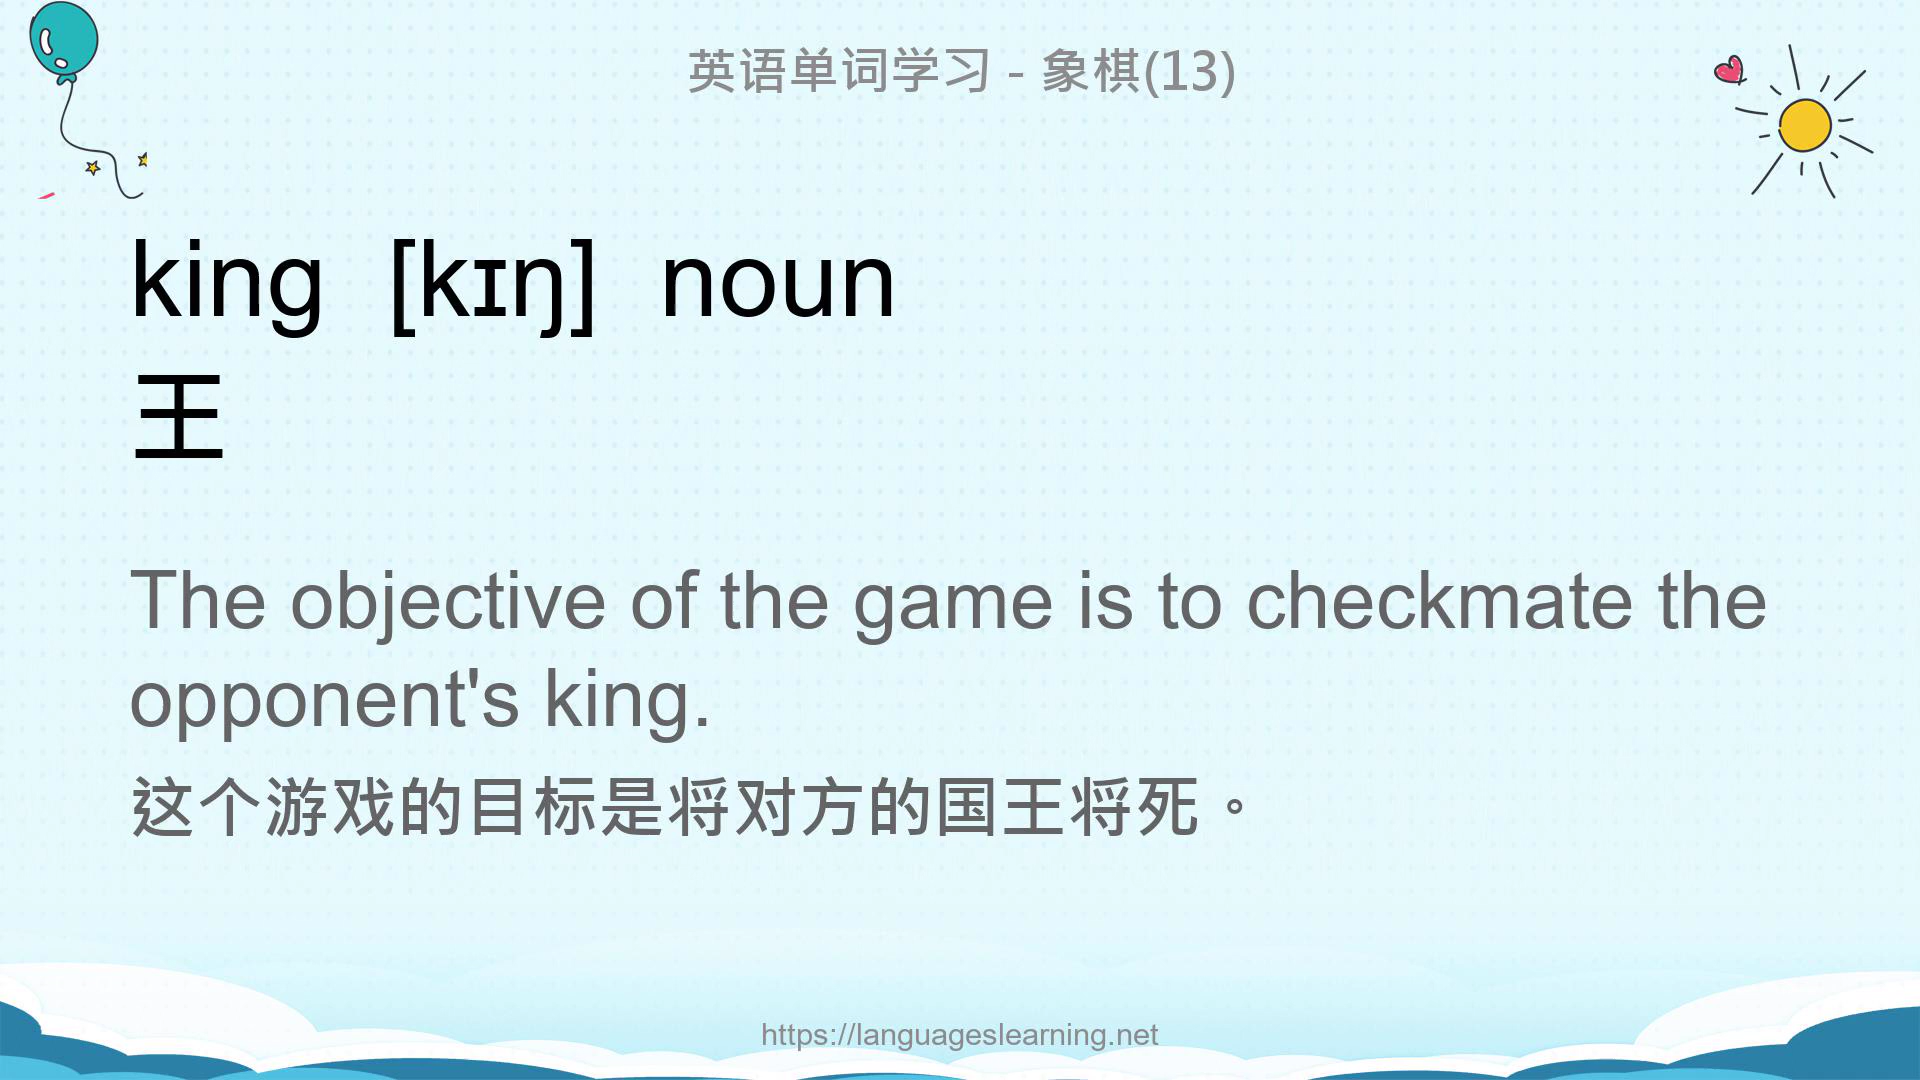 英语单词学习 - 象棋(13)
king [kɪŋ] noun
王
The objective of the game is to checkmate the
opponent's king.
这个游戏的目标是将对方的国王将死。
https://languageslearning.net